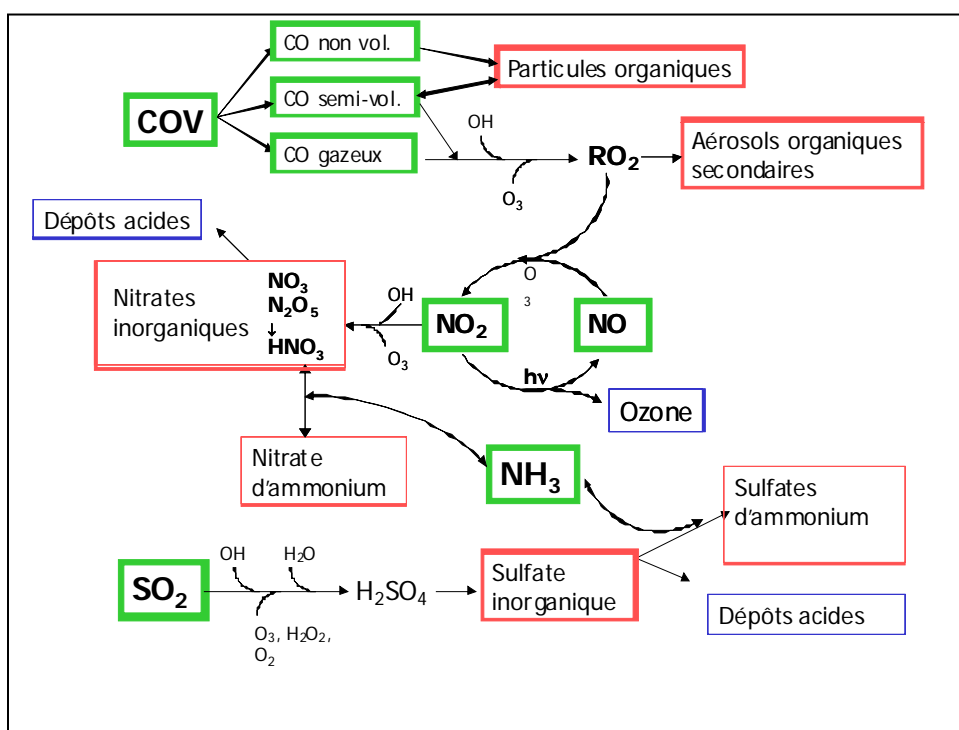 CO non vol.
Particules organiques
CO semi-vol.
COV
OH
CO gazeux
RO₂
Aérosols organiques
secondaires
O₃
Dépôts acides
Nitrates
inorganiques
NO₃
N₂O₅
↓
HNO₃
OH
O₃
NO₂
O
3
NO
hν
Ozone
Nitrate
d'ammonium
NH₃
Sulfates
d'ammonium
SO₂
OH
H₂O
O₃, H₂O₂,
O₂
H₂SO₄
Sulfate
inorganique
Dépôts acides